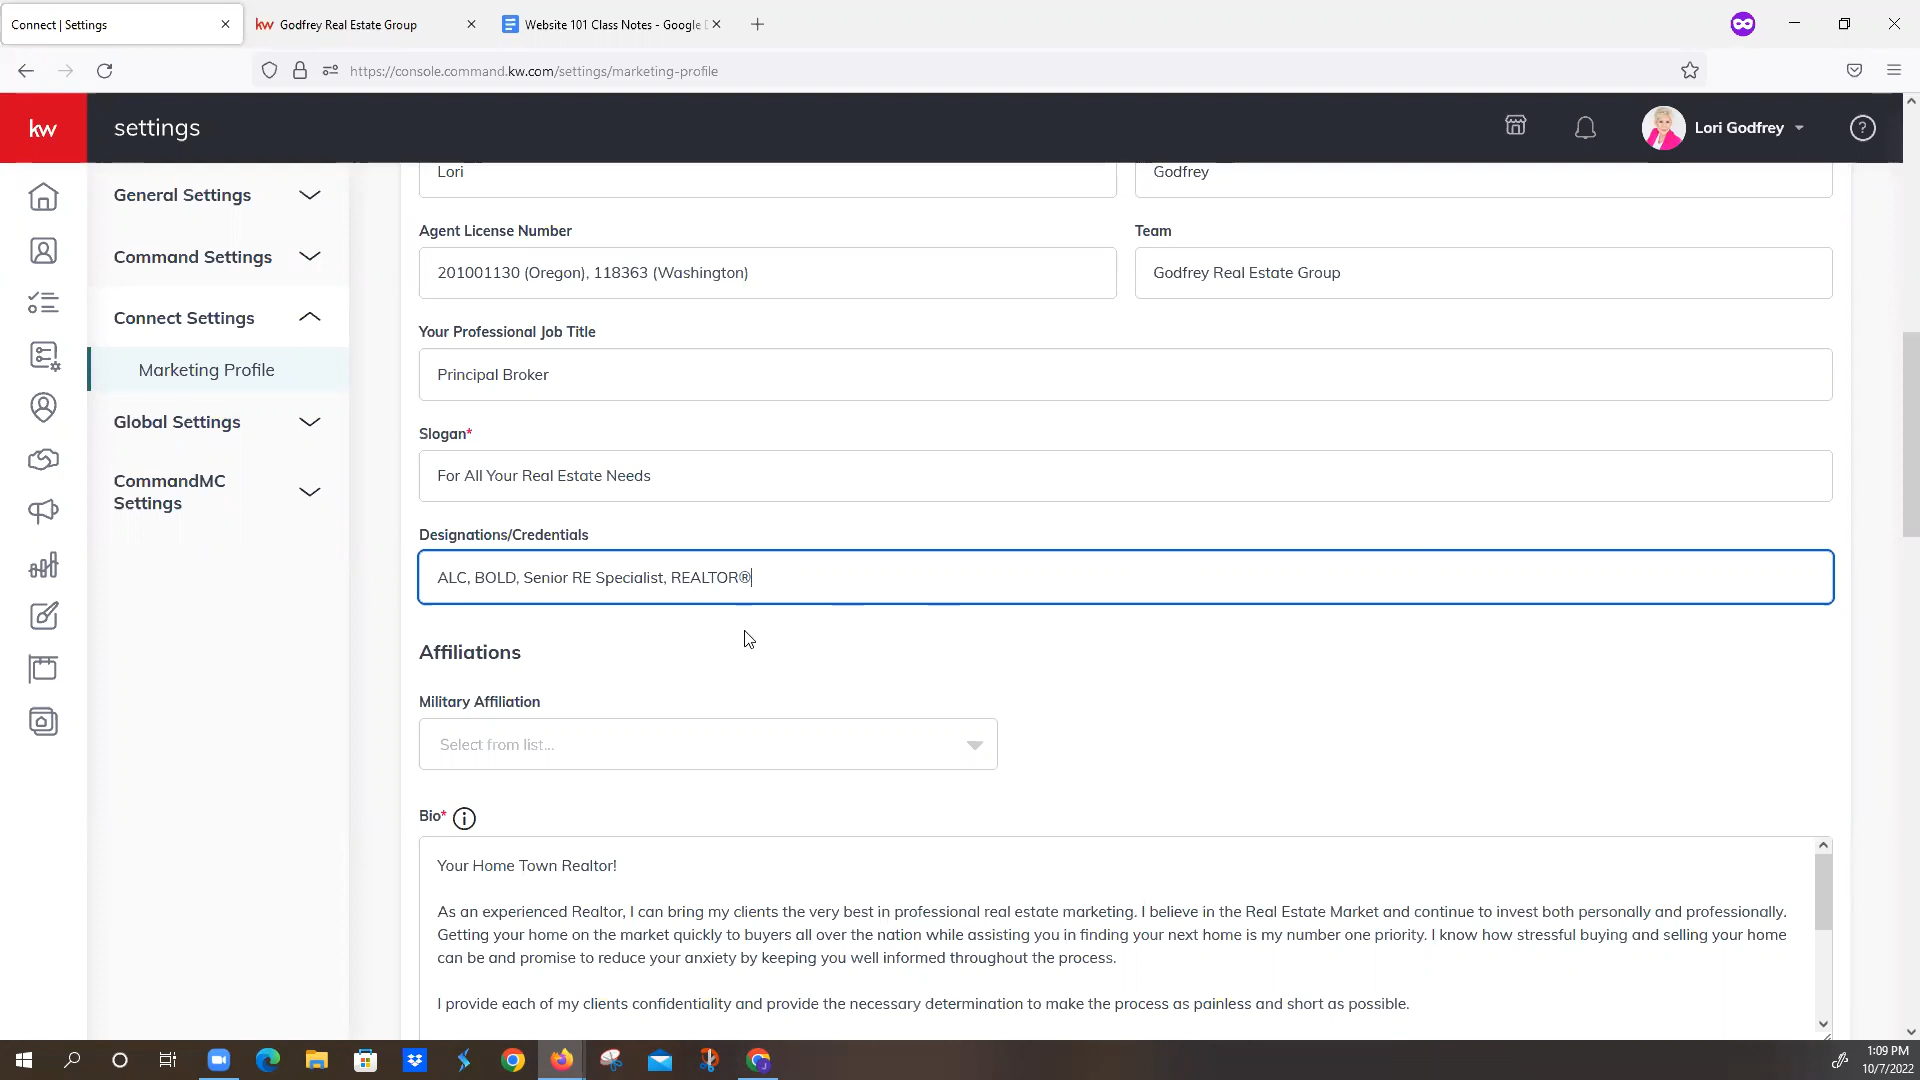 Connect | Settings
kw Godfrey Real Estate Group
Website 101 Class Notes - Google
https://console.command.kw.com/settings/marketing-profile
kw
settings
Lori Godfrey
?
General Settings
Command Settings
Connect Settings
Marketing Profile
Global Settings
CommandMC
Settings
Lori
Godfrey
Agent License Number
Team
201001130 (Oregon), 118363 (Washington)
Godfrey Real Estate Group
Your Professional Job Title
Principal Broker
Slogan*
For All Your Real Estate Needs
Designations/Credentials
ALC, BOLD, Senior RE Specialist, REALTOR®
Affiliations
Military Affiliation
Select from list...
Bio* i
Your Home Town Realtor!
As an experienced Realtor, I can bring my clients the very best in professional real estate marketing. I believe in the Real Estate Market and continue to invest both personally and professionally.
Getting your home on the market quickly to buyers all over the nation while assisting you in finding your next home is my number one priority. I know how stressful buying and selling your home
can be and promise to reduce your anxiety by keeping you well informed throughout the process.
I provide each of my clients confidentiality and provide the necessary determination to make the process as painless and short as possible.
1:09 PM
10/7/2022